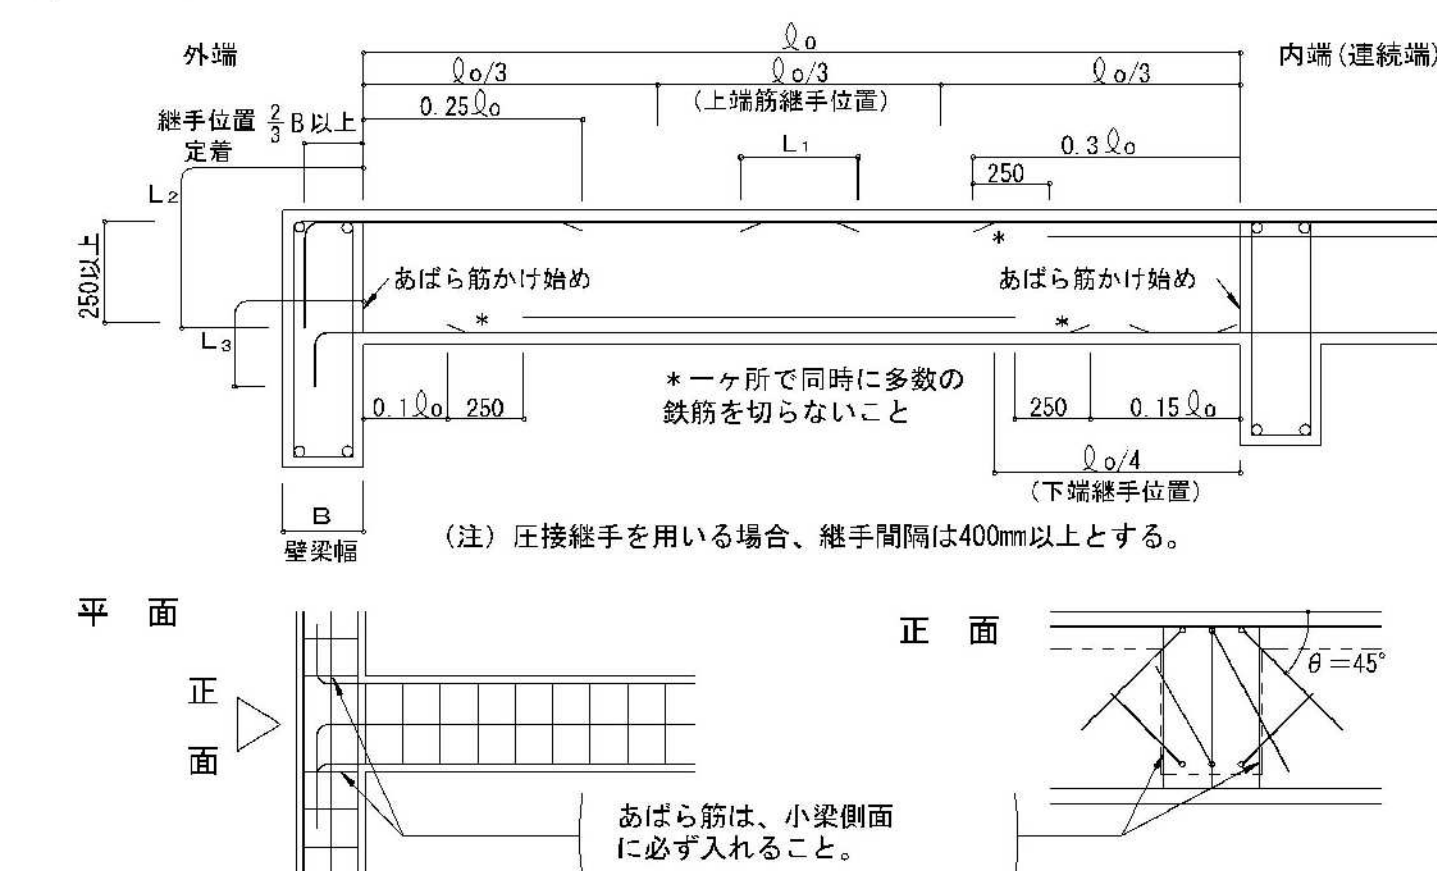 ℓo
外端
内端(連続端)
ℓo/3
ℓo/3
ℓo/3
(上端筋継手位置)
0.25ℓo
継手位置 2/3 B以上
定着
L1
0.3ℓo
250
L2
*
250以上
あばら筋かけ始め
あばら筋かけ始め
*
*
L3
*一ヶ所で同時に多数の
鉄筋を切らないこと
0.1ℓo
250
250
0.15ℓo
ℓo/4
(下端継手位置)
B
壁梁幅
(注) 圧接継手を用いる場合、継手間隔は400mm以上とする。
平 面
正 面
θ=45°
正
面
あばら筋は、小梁側面
に必ず入れること。